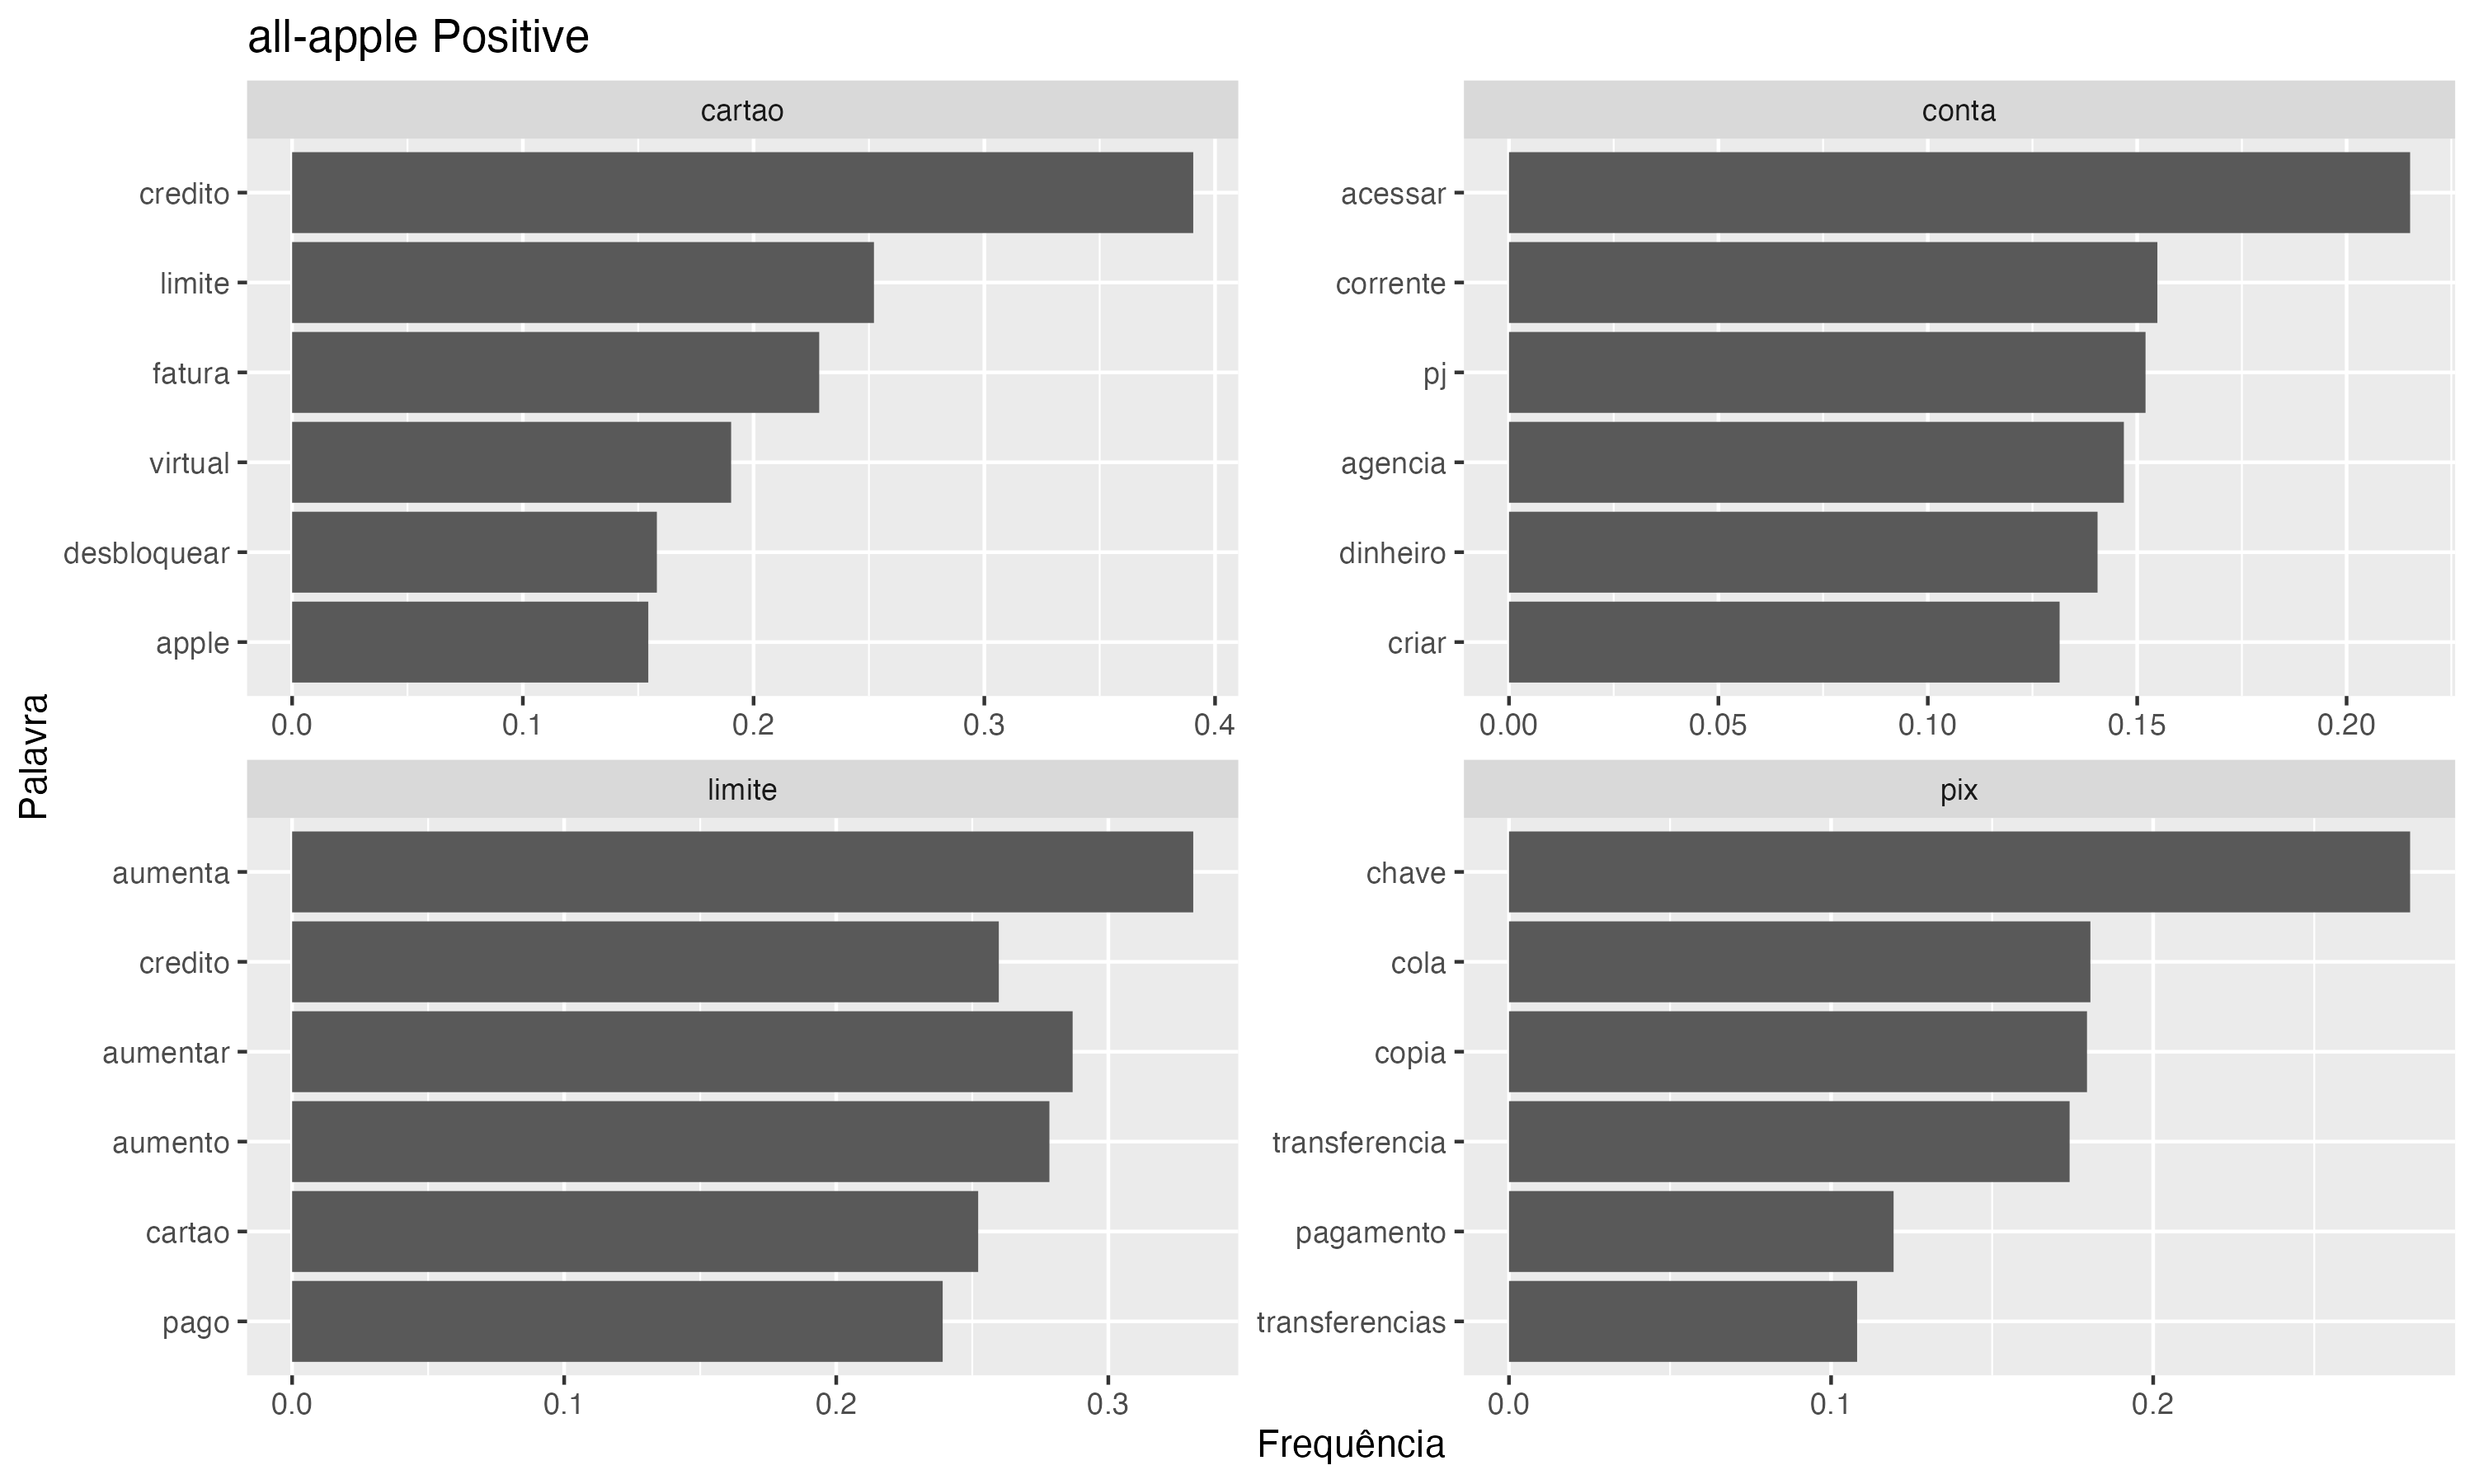 all-apple Positive
cartao
credito
limite
fatura
virtual
desbloquear
apple
0.0 0.1 0.2 0.3 0.4
conta
acessar
corrente
pj
agencia
dinheiro
criar
0.00 0.05 0.10 0.15 0.20
Palavra
limite
aumenta
credito
aumentar
aumento
cartao
pago
0.0 0.1 0.2 0.3
pix
chave
cola
copia
transferencia
pagamento
transferencias
0.0 0.1 0.2
Frequência